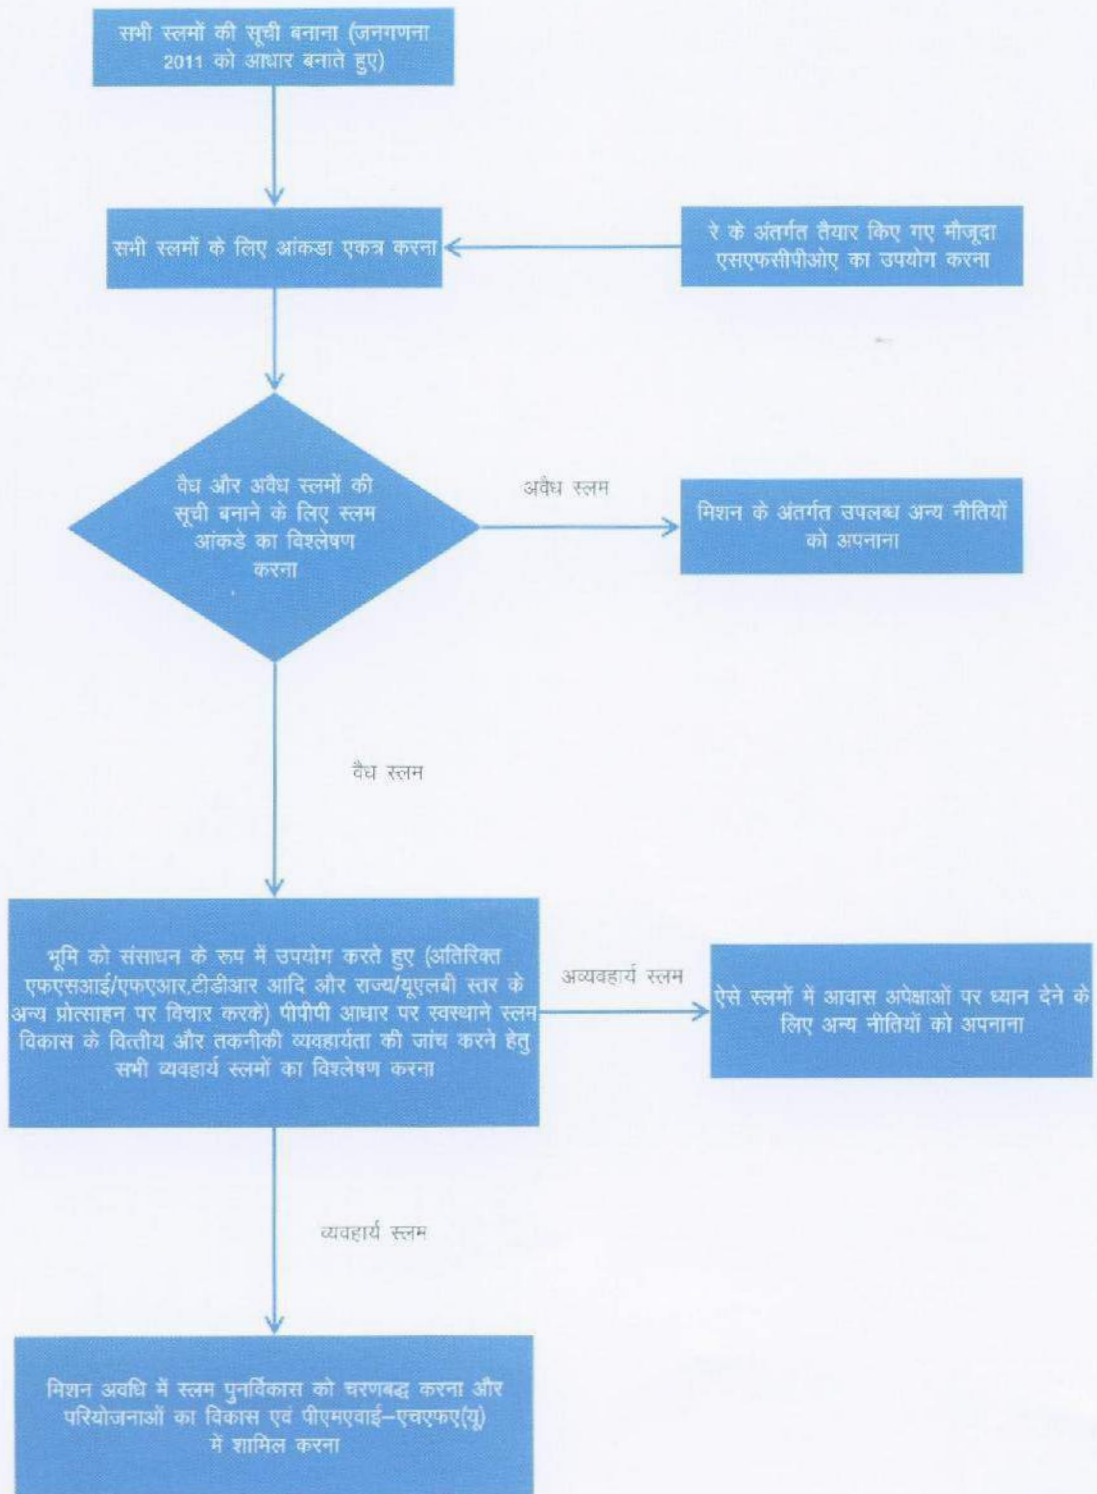 सभी स्लमों की सूची बनाना (जनगणना
2011 को आधार बनाते हुए)
सभी स्लमों के लिए आंकडा एकत्र करना
रे के अंतर्गत तैयार किए गए मौजूदा
एसएफसीपीओए का उपयोग करना
वैध और अवैध स्लमों की
सूची बनाने के लिए स्लम
आंकडे का विश्लेषण
करना
अवैध स्लम
मिशन के अंतर्गत उपलब्ध अन्य नीतियों
को अपनाना
वैध स्लम
भूमि को संसाधन के रूप में उपयोग करते हुए (अतिरिक्त
एफएसआई/एफएआर,टीडीआर आदि और राज्य/यूएलबी स्तर के
अन्य प्रोत्साहन पर विचार करके) पीपीपी आधार पर स्वस्थाने स्लम
विकास के वित्तीय और तकनीकी व्यवहार्यता की जांच करने हेतु
सभी व्यवहार्य स्लमों का विश्लेषण करना
अव्यवहार्य स्लम
ऐसे स्लमों में आवास अपेक्षाओं पर ध्यान देने के
लिए अन्य नीतियों को अपनाना
व्यवहार्य स्लम
मिशन अवधि में स्लम पुनर्विकास को चरणबद्ध करना और
परियोजनाओं का विकास एवं पीएमएवाई–एचएफए(यू)
में शामिल करना